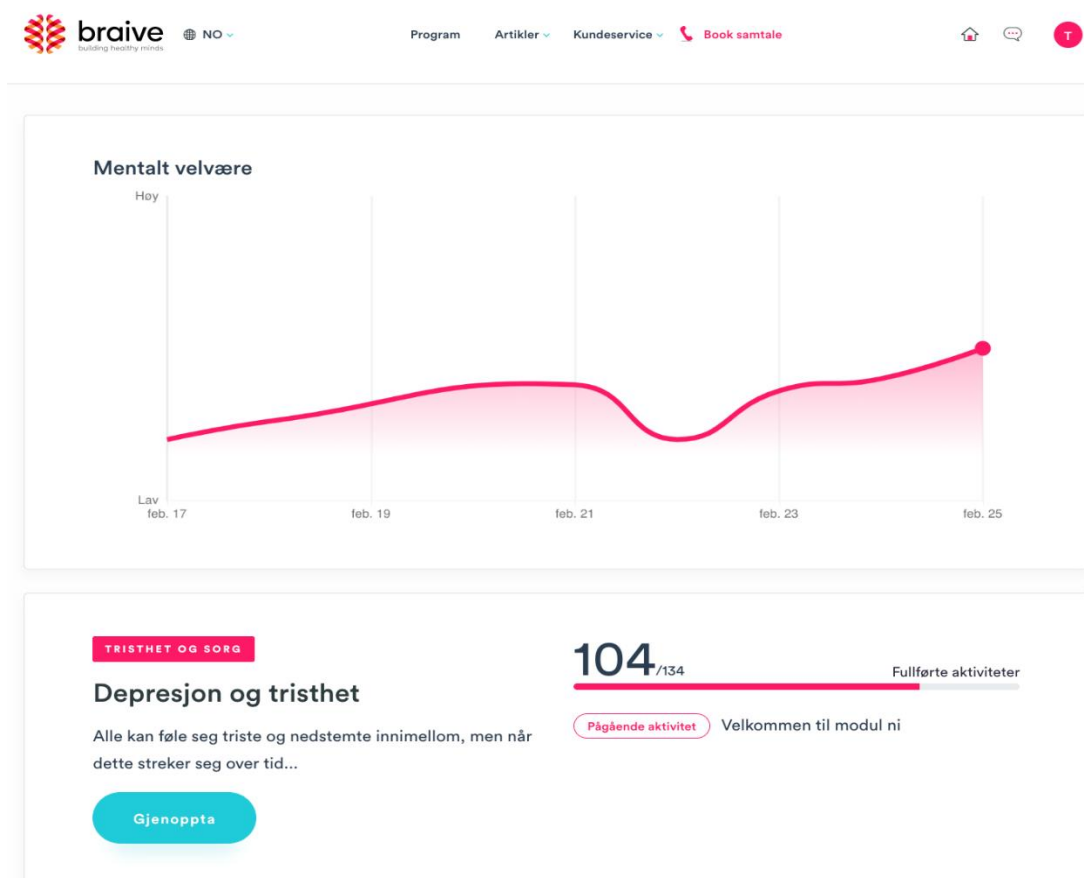 braive
building healthy minds
NO
Program
Artikler
Kundeservice
Book samtale
T
Mentalt velvære
Høy
Lav
feb. 17
feb. 19
feb. 21
feb. 23
feb. 25
TRISTHET OG SORG
Depresjon og tristhet
Alle kan føle seg triste og nedstemte innimellom, men når
dette streker seg over tid...
Gjenoppta
104/134
Fullførte aktiviteter
Pågående aktivitet
Velkommen til modul ni